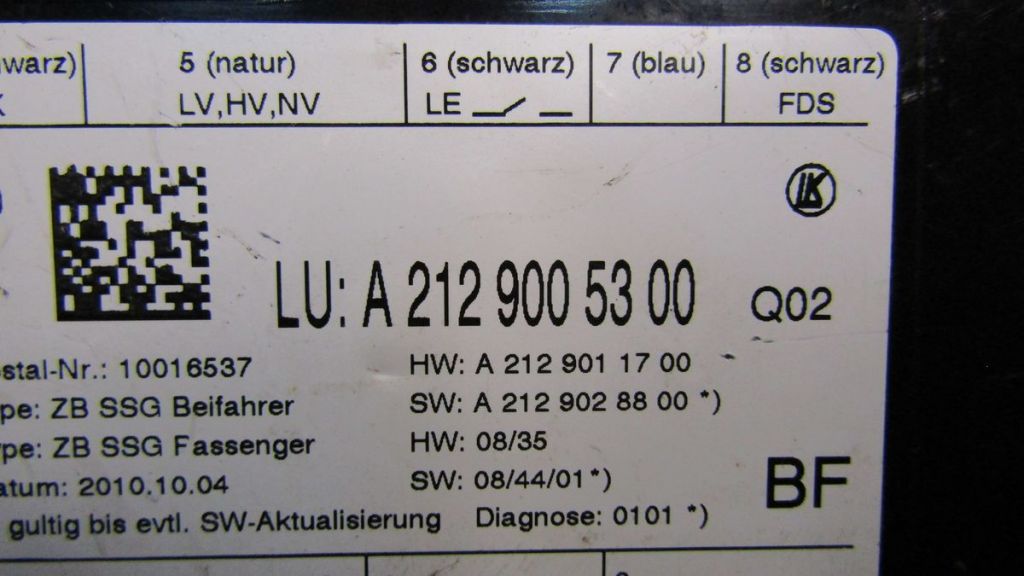 warz) 5 (natur) 6 (schwarz) 7 (blau) 8 (schwarz)
K LV,HV,NV LE FDS
LK
LU: A 212 900 53 00 Q02
stal-Nr.: 10016537 HW: A 212 901 17 00
pe: ZB SSG Beifahrer SW: A 212 902 88 00 *)
pe: ZB SSG Fassenger HW: 08/35
atum: 2010.10.04 SW: 08/44/01*)
BF
gultig bis evtl. SW-Aktualisierung Diagnose: 0101 *)